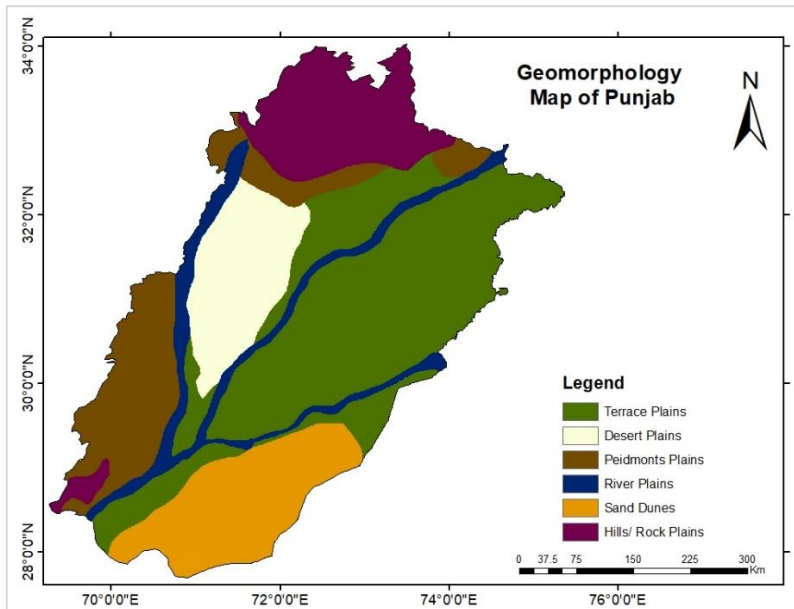 Geomorphology
Map of Punjab
N
34°0'0"N
32°0'0"N
30°0'0"N
28°0'0"N
Legend
Terrace Plains
Desert Plains
Peidmonts Plains
River Plains
Sand Dunes
Hills/ Rock Plains
0 37.5 75 150 225 300
Km
70°0'0"E 72°0'0"E 74°0'0"E 76°0'0"E